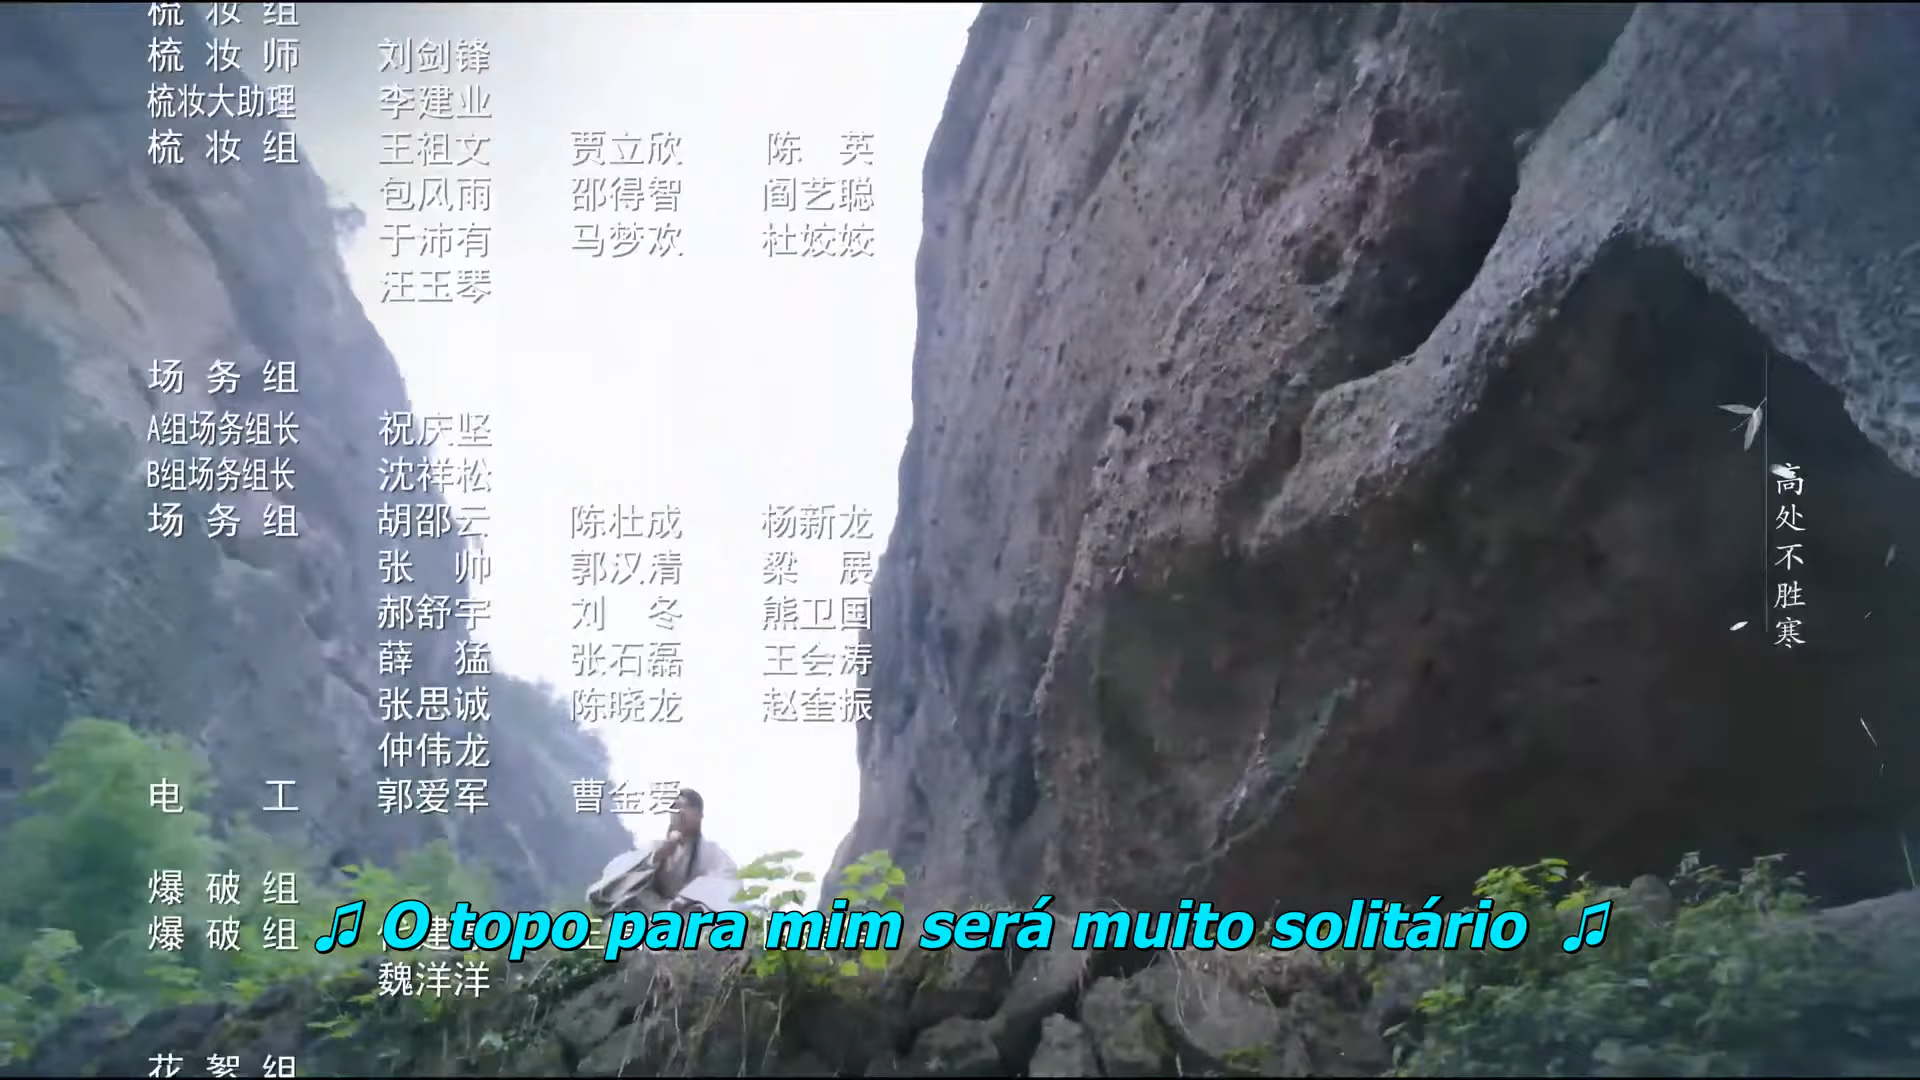 梳妆组
梳妆师 刘剑锋
梳妆大助理 李建业
梳妆组 王祖文 贾立欣 陈英
包风雨 邵得智 阎艺聪
于沛有 马梦欢 杜姣姣
汪玉琴
场务组
A组场务组长 祝庆坚
B组场务组长 沈祥松
场务组 胡邵云 陈壮成 杨新龙
张帅 郭汉清 梁展
郝舒宇 刘冬 熊卫国
薛猛 张石磊 王会涛
张思诚 陈晓龙 赵奎振
仲伟龙
电工 郭爱军 曹金爱
爆破组
爆破组
魏洋洋
花絮组
高处不胜寒
♫ O topo para mim será muito solitário ♫